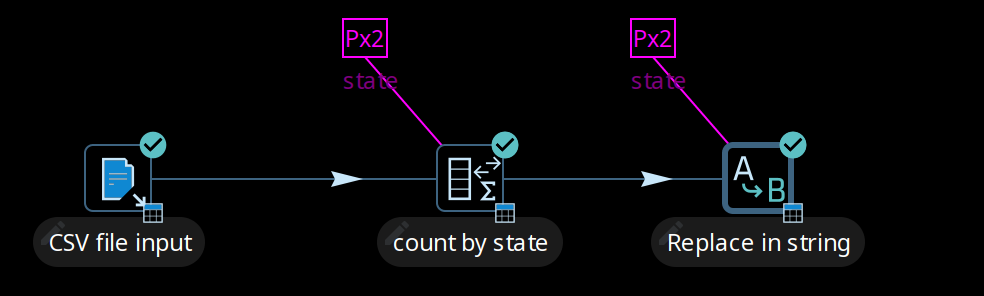 Px2
Px2
state
state
A
B
Σ
CSV file input
count by state
Replace in string